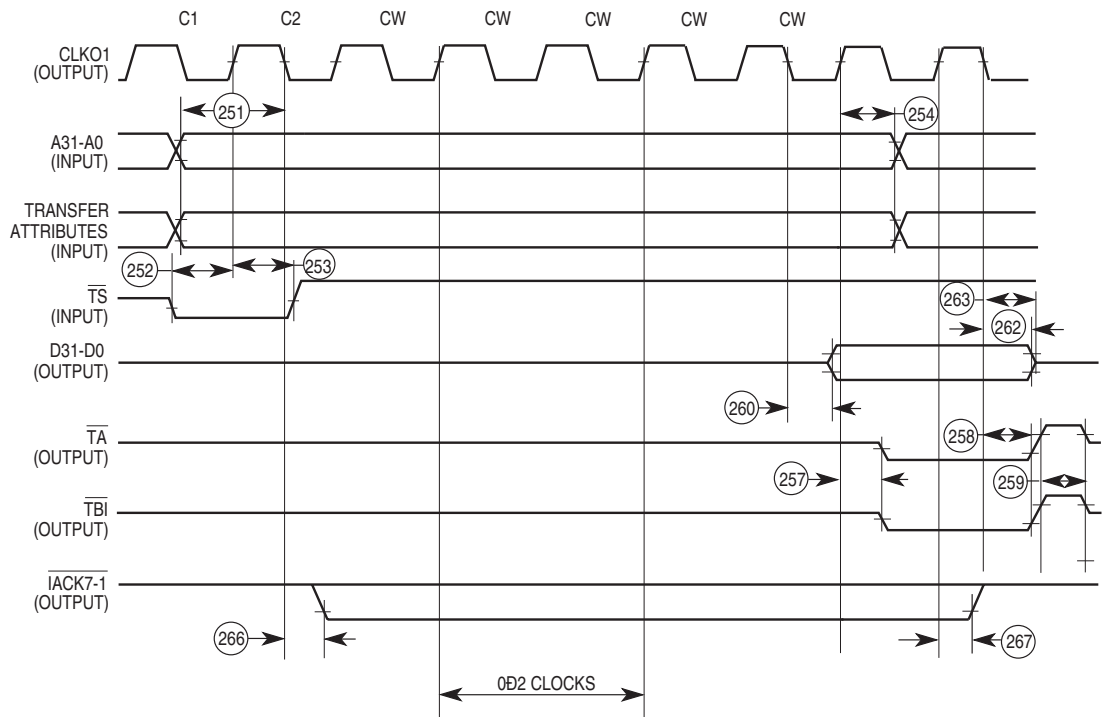 C1 C2 CW CW CW CW CW
CLKO1
(OUTPUT)
251
254
A31-A0
(INPUT)
TRANSFER
ATTRIBUTES
(INPUT)
252
253
TS
(INPUT)
263
262
D31-D0
(OUTPUT)
260
TA
(OUTPUT)
258
257
259
TBI
(OUTPUT)
IACK7-1
(OUTPUT)
266
267
0Ð2 CLOCKS